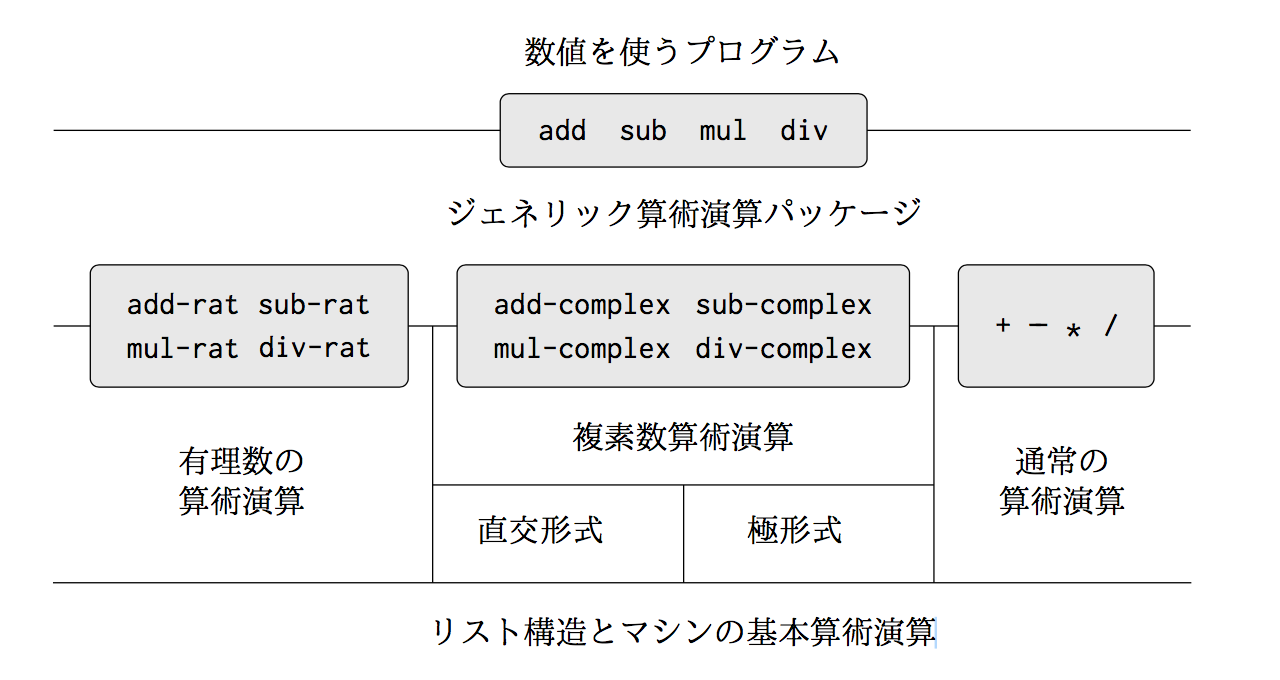 数値を使うプログラム
add sub mul div
ジェネリック算術演算パッケージ
add-rat sub-rat
mul-rat div-rat
add-complex sub-complex
mul-complex div-complex
+ − * /
有理数の
算術演算
複素数算術演算
直交形式
極形式
通常の
算術演算
リスト構造とマシンの基本算術演算